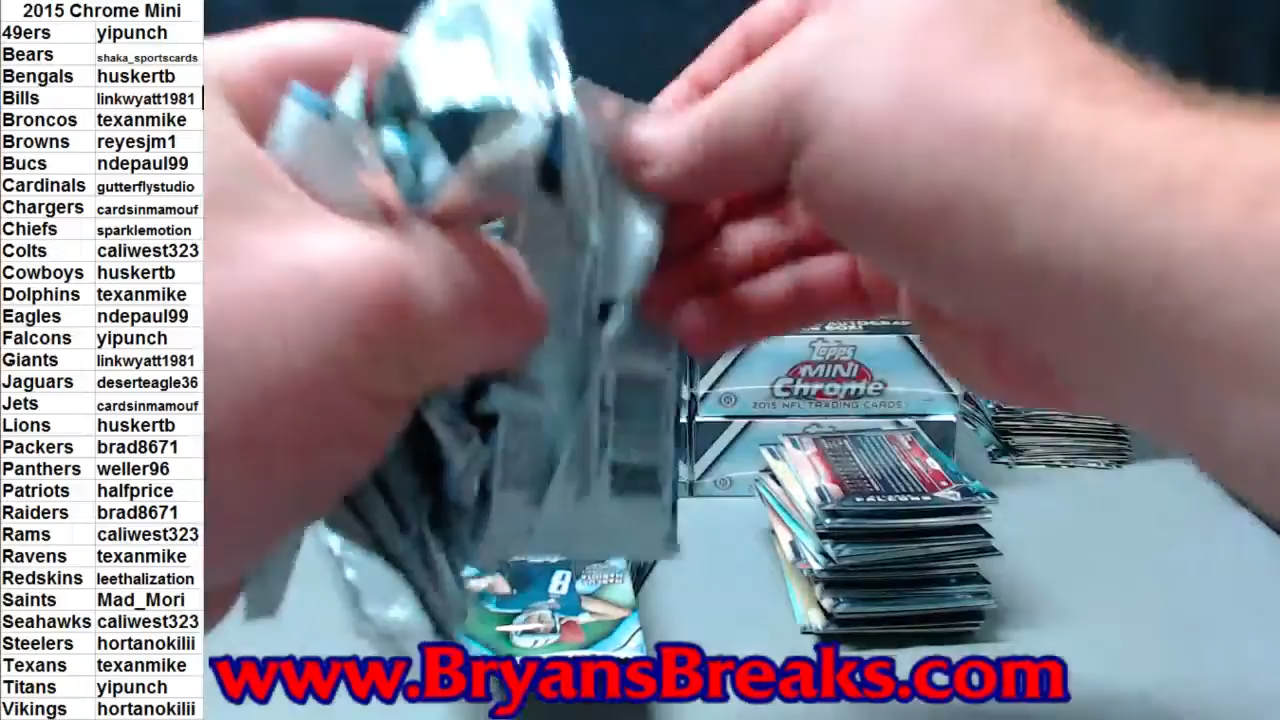 2015 Chrome Mini
49ers yipunch
Bears shaka_sportscards
Bengals huskertb
Bills linkwyatt1981
Broncos texanmike
Browns reyesjm1
Bucs ndepaul99
Cardinals gutterflystudio
Chargers cardsinmamouf
Chiefs sparklemotion
Colts caliwest323
Cowboys huskertb
Dolphins texanmike
Eagles ndepaul99
Falcons yipunch
Giants linkwyatt1981
Jaguars deserteagle36
Jets cardsinmamouf
Lions huskertb
Packers brad8671
Panthers weller96
Patriots halfprice
Raiders brad8671
Rams caliwest323
Ravens texanmike
Redskins leethalization
Saints Mad_Mori
Seahawks caliwest323
Steelers hortanokilii
Texans texanmike
Titans yipunch
Vikings hortanokilii
Topps
MINI
Chrome
2015 NFL TRADING CARDS
8
www.BryansBreaks.com